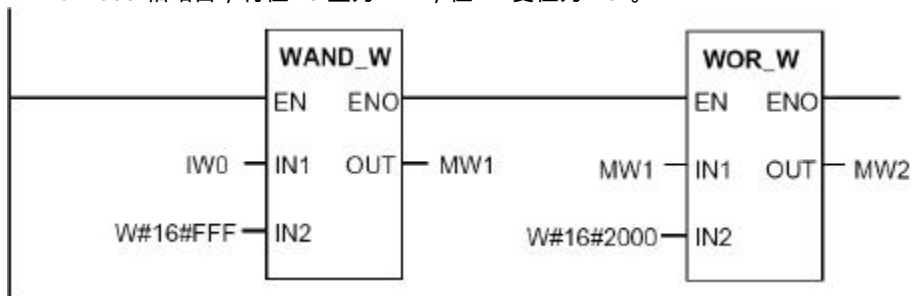 WAND_W WOR_W
EN ENO EN ENO
IW0 IN1 OUT MW1 MW1 IN1 OUT MW2
W#16#FFF IN2 W#16#2000 IN2